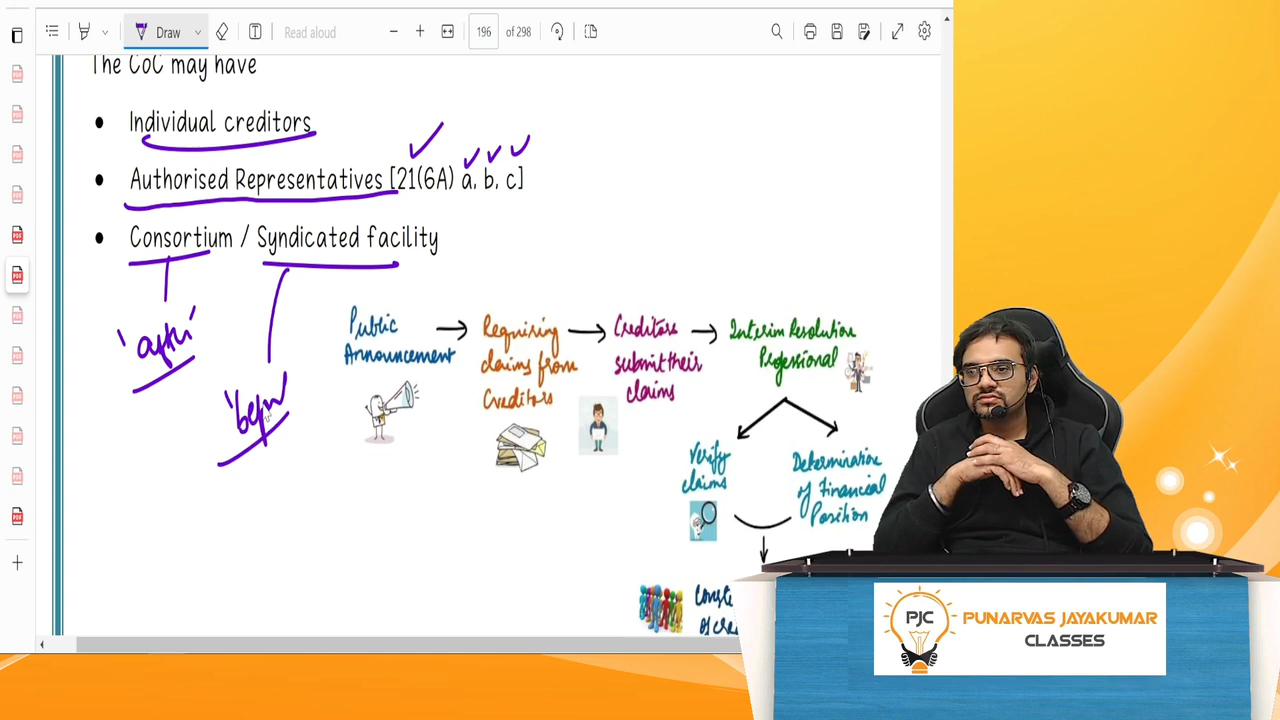 Draw
Read aloud
196 of 298
The CoC may have
• Individual creditors
• Authorised Representatives [21(6A) a, b, c]
• Consortium / Syndicated facility
'after'
Public
Announcement
Requiring
claims from
Creditors
Creditors
submit their
claims
Interim Resolution
Professional
Verify
claims
Determination
of Financial
Position
PJC
PUNARVAS JAYAKUMAR
CLASSES